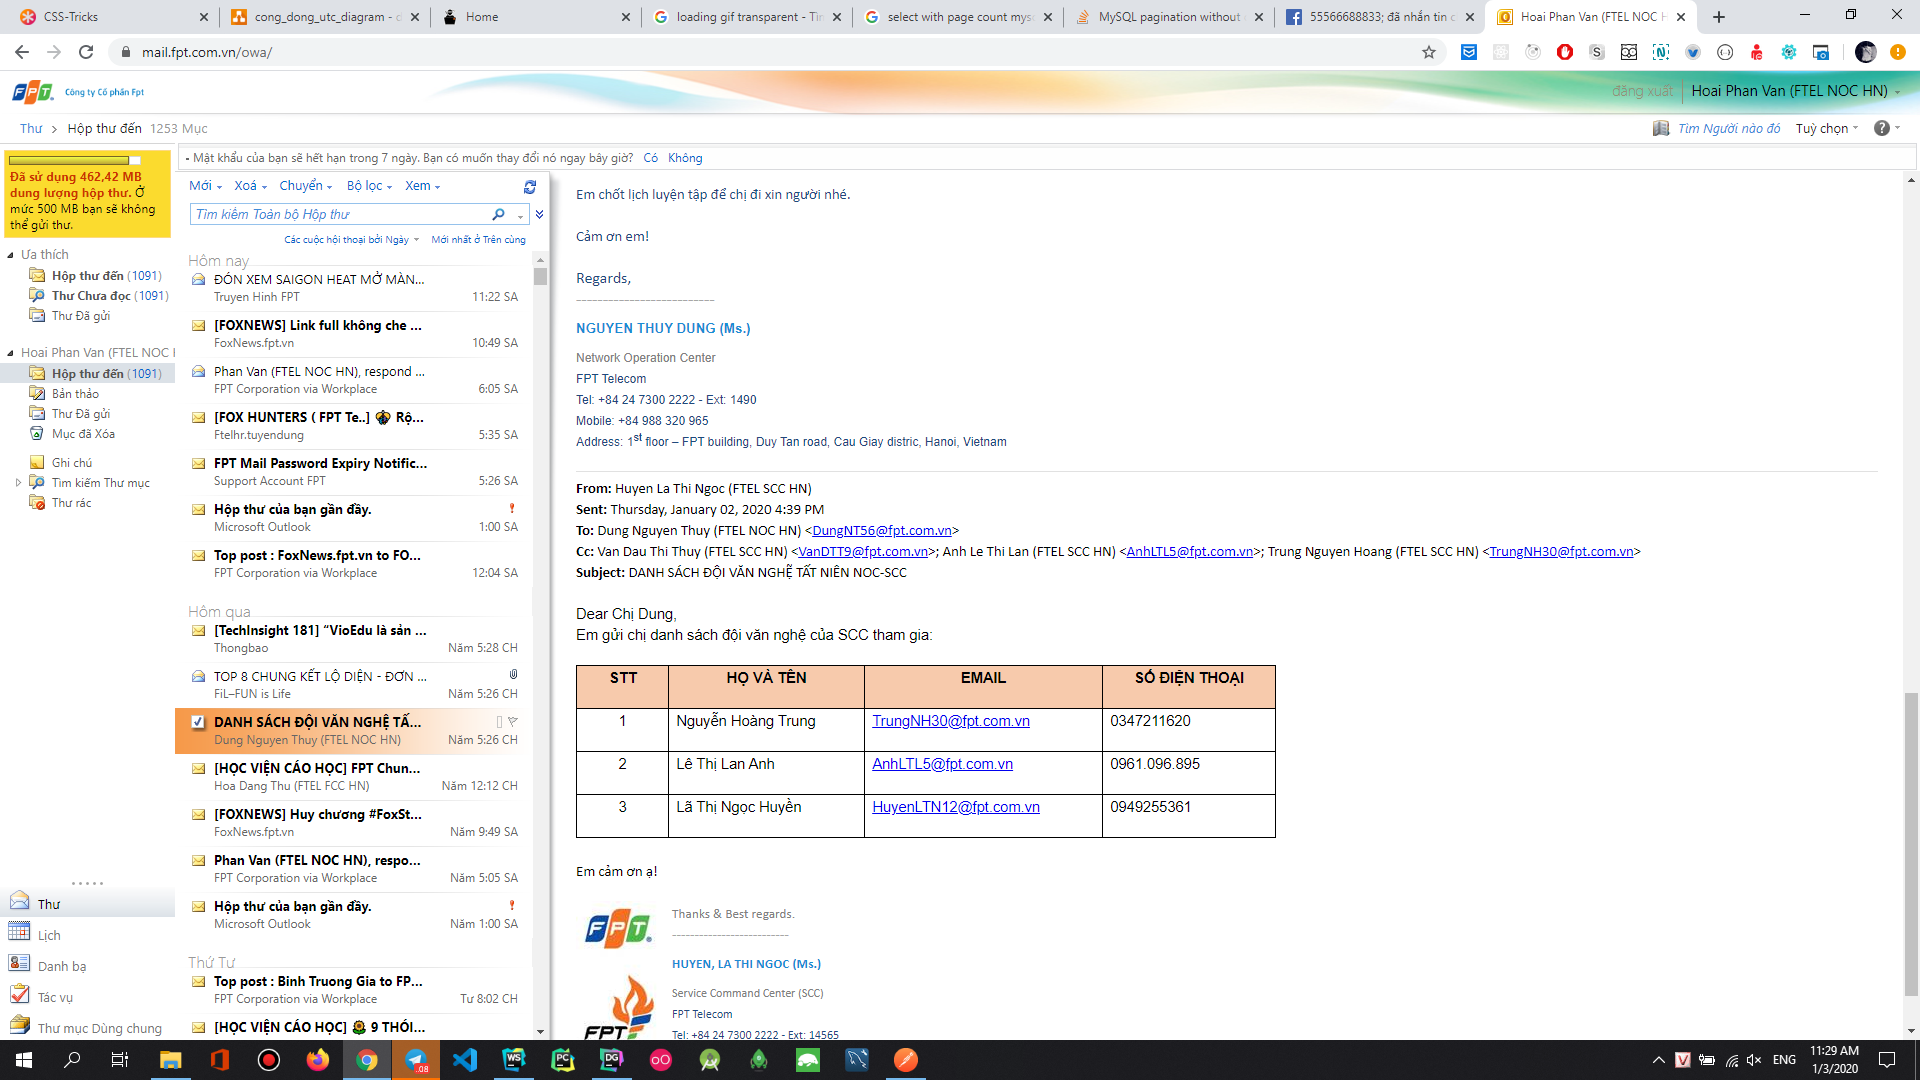 CSS-Tricks
cong_dong_utc_diagram - d
Home
loading gif transparent - Tìm
select with page count mysq
MySQL pagination without
55566688833; đã nhắn tin c
Hoai Phan Van (FTEL NOC H
mail.fpt.com.vn/owa/
FPT
Công ty Cổ phần Fpt
đăng xuất
Hoai Phan Van (FTEL NOC HN)
Thư > Hộp thư đến 1253 Mục
Tìm Người nào đó
Tuỳ chọn
- Mật khẩu của bạn sẽ hết hạn trong 7 ngày. Bạn có muốn thay đổi nó ngay bây giờ? Có Không
Đã sử dụng 462,42 MB
dung lượng hộp thư. Ở
mức 500 MB bạn sẽ không
thể gửi thư.
Ưa thích
Hộp thư đến (1091)
Thư Chưa đọc (1091)
Thư Đã gửi
Hoai Phan Van (FTEL NOC H
Hộp thư đến (1091)
Bản thảo
Thư Đã gửi
Mục đã Xóa
Ghi chú
Tìm kiếm Thư mục
Thư rác
Thư
Lịch
Danh bạ
Tác vụ
Thư mục Dùng chung
Mới Xoá Chuyển Bộ lọc Xem
Tìm kiếm Toàn bộ Hộp thư
Các cuộc hội thoại bởi Ngày Mới nhất ở Trên cùng
Hôm nay
ĐÓN XEM SAIGON HEAT MỞ MÀN...
Truyen Hinh FPT 11:22 SA
[FOXNEWS] Link full không che ...
FoxNews.fpt.vn 10:49 SA
Phan Van (FTEL NOC HN), respond ...
FPT Corporation via Workplace 6:05 SA
[FOX HUNTERS ( FPT Te..] Rộ...
Ftelhr.tuyendung 5:35 SA
FPT Mail Password Expiry Notific...
Support Account FPT 5:26 SA
Hộp thư của bạn gần đầy.
Microsoft Outlook 1:00 SA
Top post : FoxNews.fpt.vn to FO...
FPT Corporation via Workplace 12:04 SA
Hôm qua
[TechInsight 181] “VioEdu là sản ...
Thongbao Năm 5:28 CH
TOP 8 CHUNG KẾT LỘ DIỆN - ĐƠN ...
FiL–FUN is Life Năm 5:26 CH
DANH SÁCH ĐỘI VĂN NGHỆ TẤ...
Dung Nguyen Thuy (FTEL NOC HN) Năm 5:26 CH
[HỌC VIỆN CÁO HỌC] FPT Chun...
Hoa Dang Thu (FTEL FCC HN) Năm 12:12 CH
[FOXNEWS] Huy chương #FoxSt...
FoxNews.fpt.vn Năm 9:49 SA
Phan Van (FTEL NOC HN), respo...
FPT Corporation via Workplace Năm 5:05 SA
Hộp thư của bạn gần đầy.
Microsoft Outlook Năm 1:00 SA
Thứ Tư
Top post : Binh Truong Gia to FP...
FPT Corporation via Workplace Tư 8:02 CH
[HỌC VIỆN CÁO HỌC] 9 THÓI...
Em chốt lịch luyện tập để chị đi xin người nhé.
Cảm ơn em!
Regards,
--------------------------
NGUYEN THUY DUNG (Ms.)
Network Operation Center
FPT Telecom
Tel: +84 24 7300 2222 - Ext: 1490
Mobile: +84 988 320 965
Address: 1st floor – FPT building, Duy Tan road, Cau Giay distric, Hanoi, Vietnam
From: Huyen La Thi Ngoc (FTEL SCC HN)
Sent: Thursday, January 02, 2020 4:39 PM
To: Dung Nguyen Thuy (FTEL NOC HN) <DungNT56@fpt.com.vn>
Cc: Van Dau Thi Thuy (FTEL SCC HN) <VanDTT9@fpt.com.vn>; Anh Le Thi Lan (FTEL SCC HN) <AnhLTL5@fpt.com.vn>; Trung Nguyen Hoang (FTEL SCC HN) <TrungNH30@fpt.com.vn>
Subject: DANH SÁCH ĐỘI VĂN NGHỆ TẤT NIÊN NOC-SCC
Dear Chị Dung,
Em gửi chị danh sách đội văn nghệ của SCC tham gia:
STT HỌ VÀ TÊN EMAIL SỐ ĐIỆN THOẠI
1 Nguyễn Hoàng Trung TrungNH30@fpt.com.vn 0347211620
2 Lê Thị Lan Anh AnhLTL5@fpt.com.vn 0961.096.895
3 Lã Thị Ngọc Huyền HuyenLTN12@fpt.com.vn 0949255361
Em cảm ơn ạ!
FPT
Thanks & Best regards.
--------------------------
HUYEN, LA THI NGOC (Ms.)
Service Command Center (SCC)
FPT Telecom
Tel: +84 24 7300 2222 - Ext: 14565
FPT
ENG
11:29 AM
1/3/2020